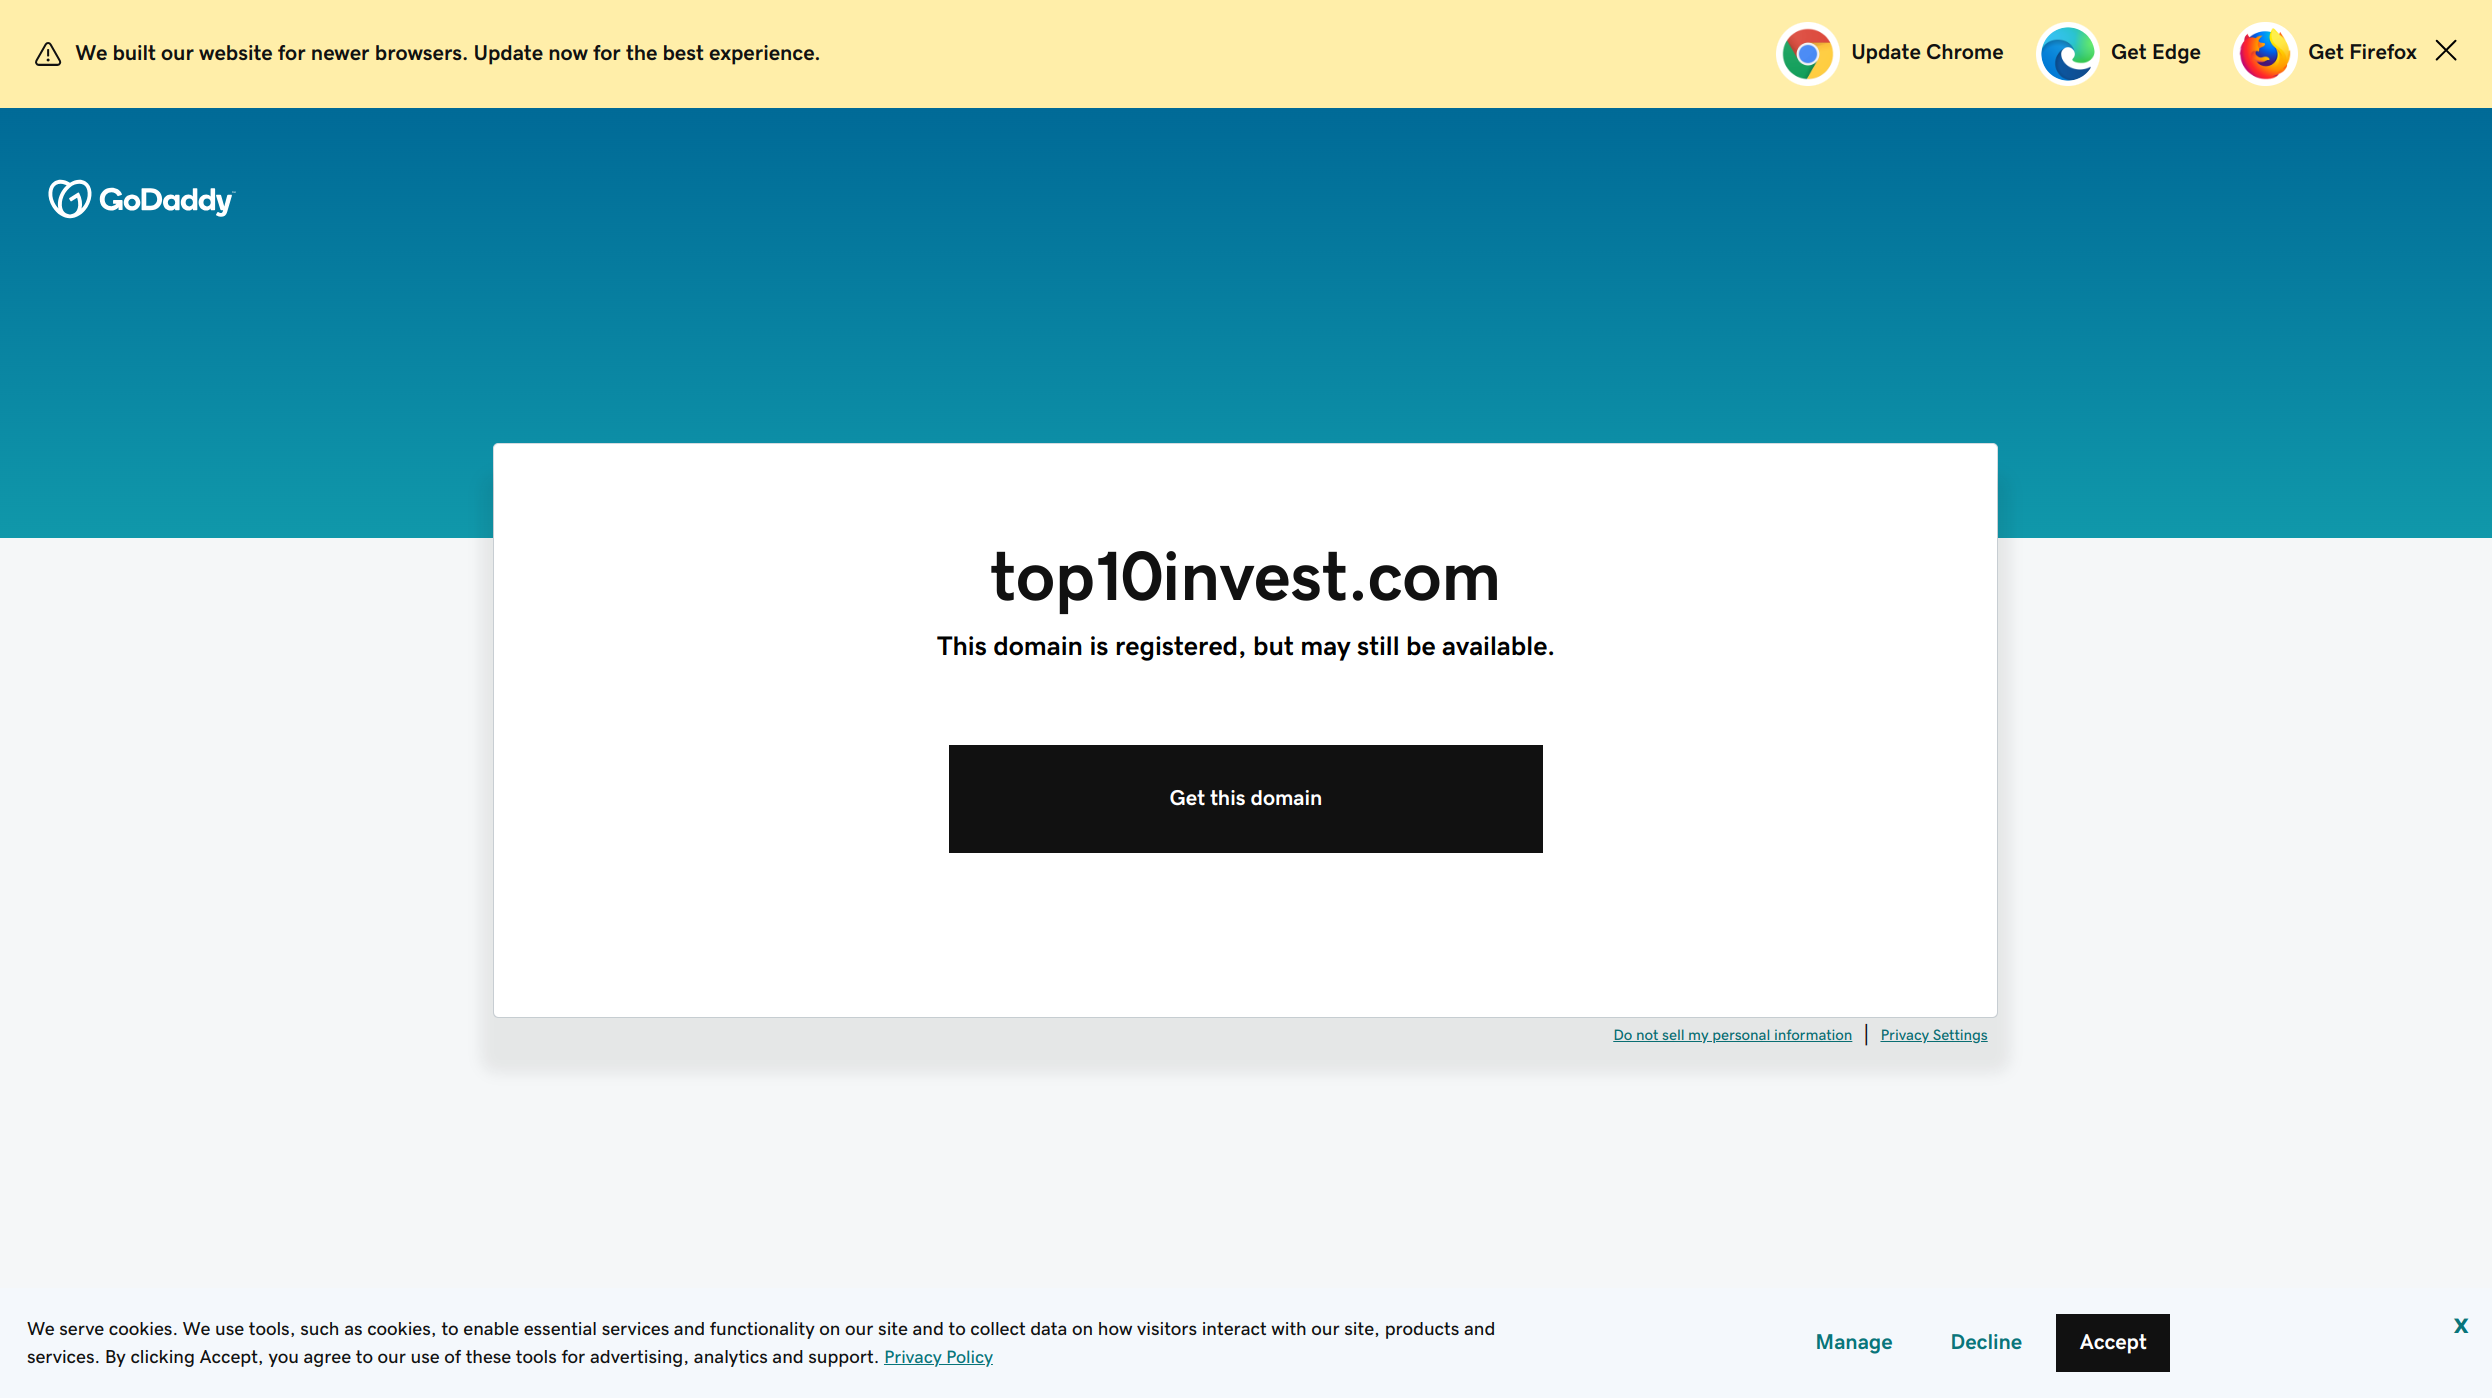 We built our website for newer browsers. Update now for the best experience.
Update Chrome
Get Edge
Get Firefox
GoDaddy
top10invest.com
This domain is registered, but may still be available.
Get this domain
Do not sell my personal information
Privacy Settings
We serve cookies. We use tools, such as cookies, to enable essential services and functionality on our site and to collect data on how visitors interact with our site, products and
services. By clicking Accept, you agree to our use of these tools for advertising, analytics and support. Privacy Policy
Manage
Decline
Accept
x